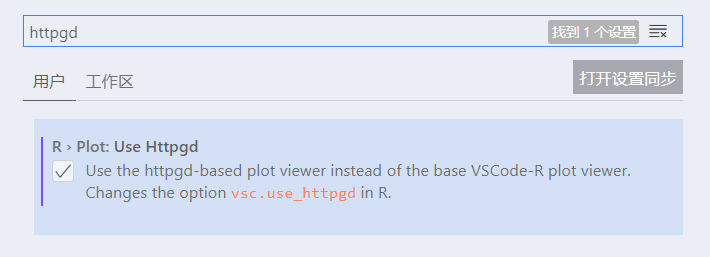 httpgd
找到 1 个设置
用户 工作区
打开设置同步
R › Plot: Use Httpgd
Use the httpgd-based plot viewer instead of the base VSCode-R plot viewer.
Changes the option vsc.use_httpgd in R.